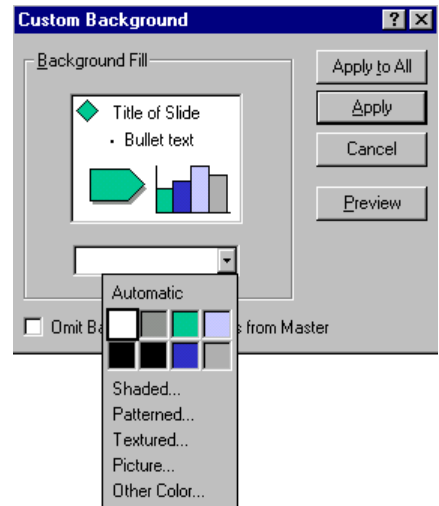 Custom Background
Background Fill
Title of Slide
• Bullet text
Apply to All
Apply
Cancel
Preview
Automatic
Omit Ba s from Master
Shaded...
Patterned...
Textured...
Picture...
Other Color...